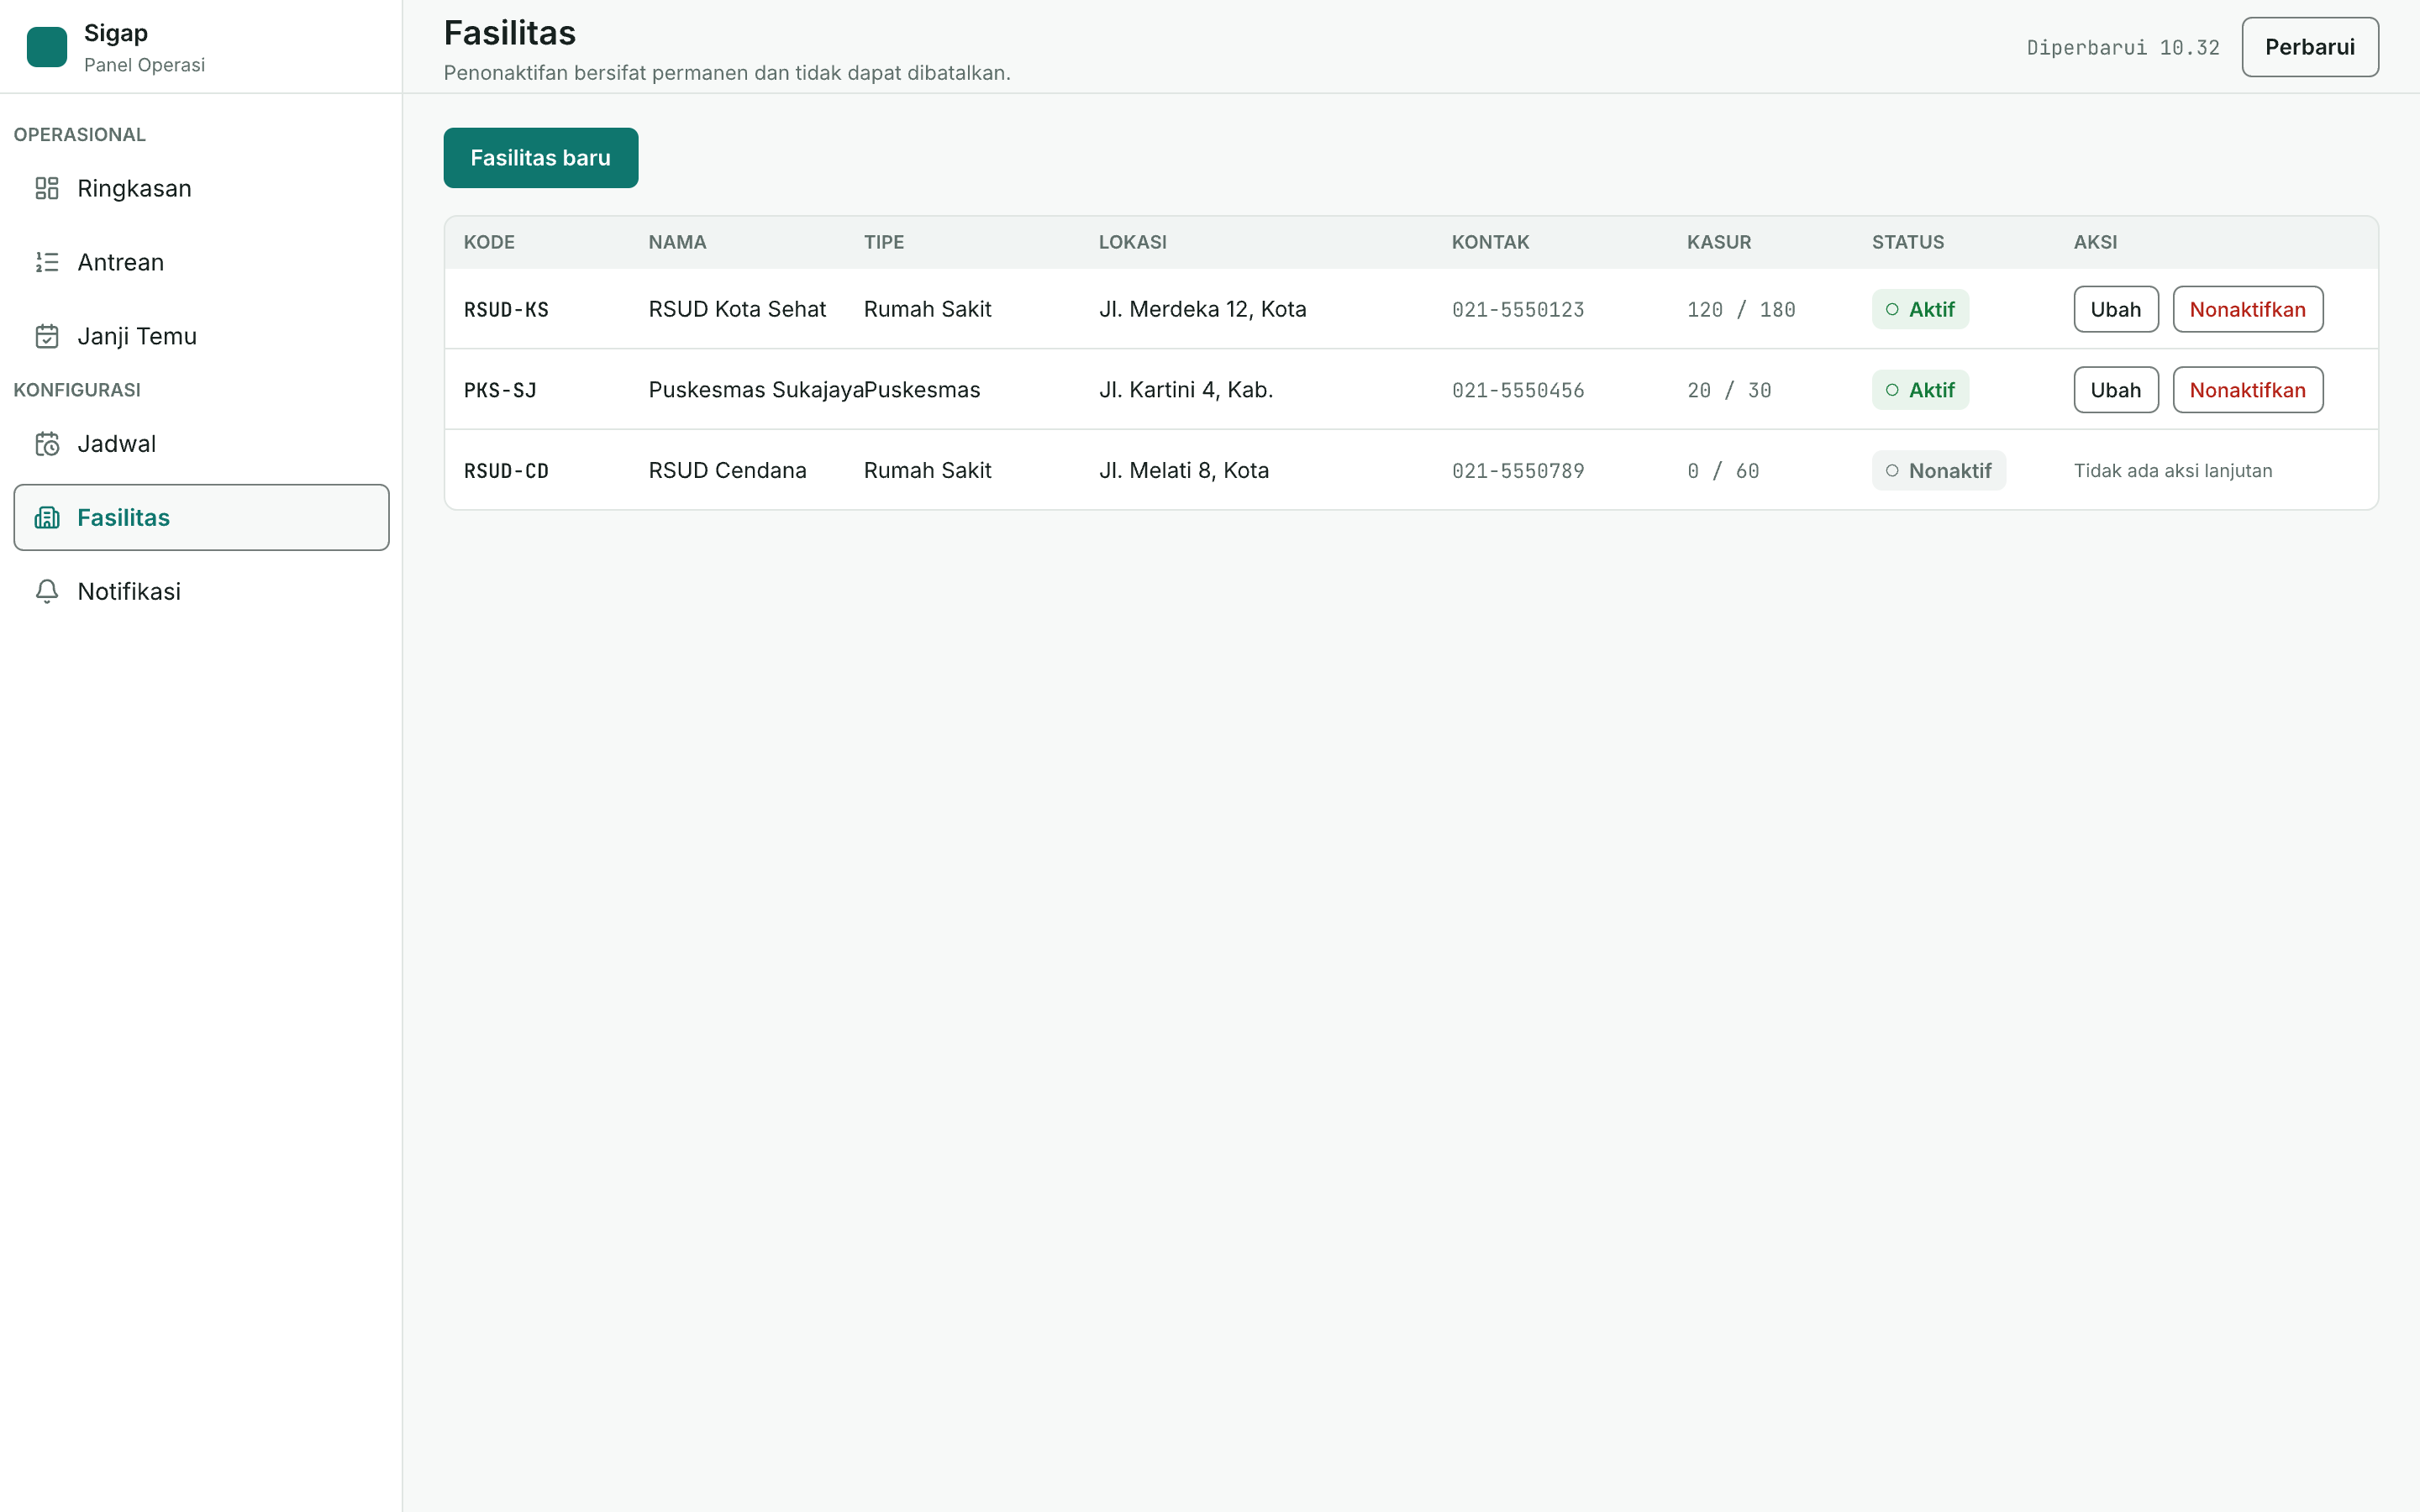 Sigap
Panel Operasi
OPERASIONAL
Ringkasan
Antrean
Janji Temu
KONFIGURASI
Jadwal
Fasilitas
Notifikasi
Fasilitas
Penonaktifan bersifat permanen dan tidak dapat dibatalkan.
Diperbarui 10.32
Perbarui
Fasilitas baru
KODE NAMA TIPE LOKASI KONTAK KASUR STATUS AKSI
RSUD-KS RSUD Kota Sehat Rumah Sakit Jl. Merdeka 12, Kota 021-5550123 120 / 180 Aktif Ubah Nonaktifkan
PKS-SJ Puskesmas Sukajaya Puskesmas Jl. Kartini 4, Kab. 021-5550456 20 / 30 Aktif Ubah Nonaktifkan
RSUD-CD RSUD Cendana Rumah Sakit Jl. Melati 8, Kota 021-5550789 0 / 60 Nonaktif Tidak ada aksi lanjutan